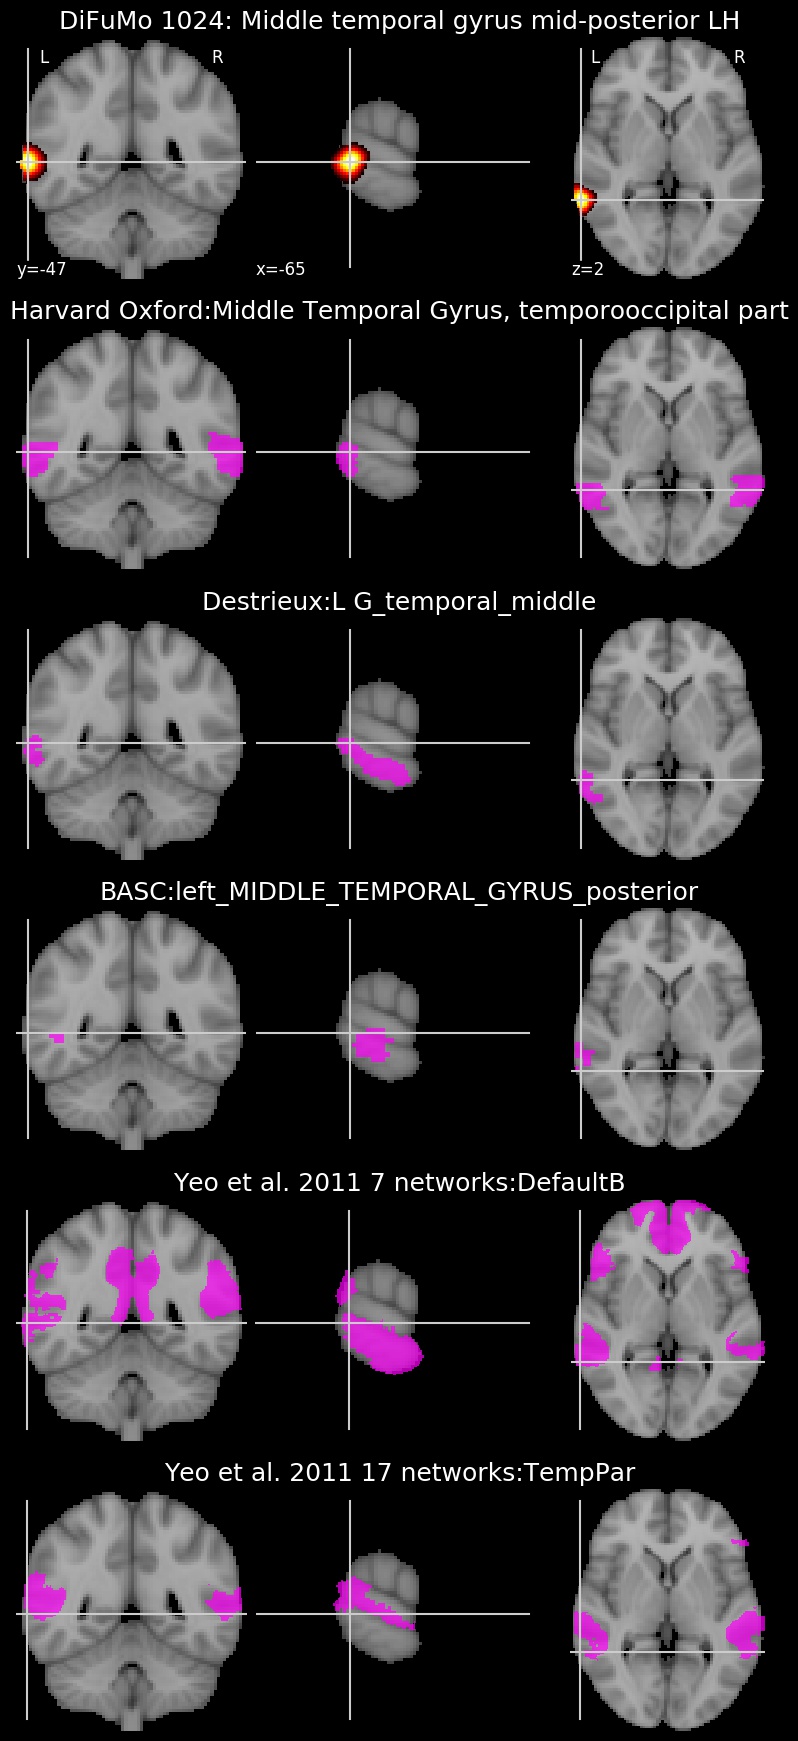 DiFuMo 1024: Middle temporal gyrus mid-posterior LH
L R L R
y=-47 x=-65 z=2
Harvard Oxford:Middle Temporal Gyrus, temporooccipital part
Destrieux:L G_temporal_middle
BASC:left_MIDDLE_TEMPORAL_GYRUS_posterior
Yeo et al. 2011 7 networks:DefaultB
Yeo et al. 2011 17 networks:TempPar